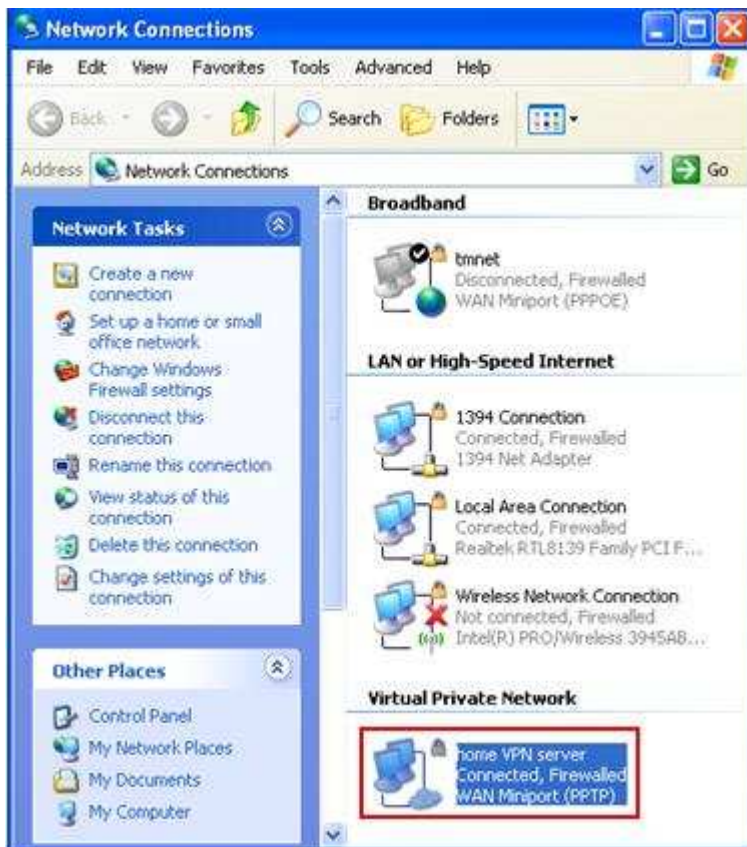 Network Connections
File Edit View Favorites Tools Advanced Help
Back Search Folders
Address Network Connections Go
Network Tasks
Create a new
connection
Set up a home or small
office network
Change Windows
Firewall settings
Disconnect this
connection
Rename this connection
View status of this
connection
Delete this connection
Change settings of this
connection
Other Places
Control Panel
My Network Places
My Documents
My Computer
Broadband
tmnet
Disconnected, Firewalled
WAN Miniport (PPPOE)
LAN or High-Speed Internet
1394 Connection
Connected, Firewalled
1394 Net Adapter
Local Area Connection
Connected, Firewalled
Realtek RTL8139 Family PCI F...
Wireless Network Connection
Not connected, Firewalled
Intel(R) PRO/Wireless 3945AB...
Virtual Private Network
home VPN server
Connected, Firewalled
WAN Miniport (PPTP)